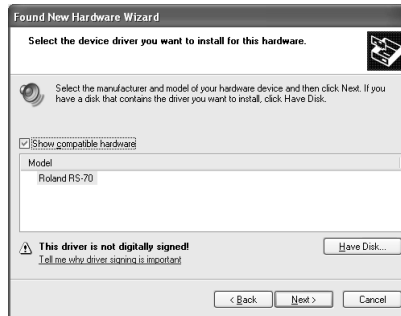 Found New Hardware Wizard
Select the device driver you want to install for this hardware.
Select the manufacturer and model of your hardware device and then click Next. If you
have a disk that contains the driver you want to install, click Have Disk.
Show compatible hardware
Model
Roland RS-70
This driver is not digitally signed!
Tell me why driver signing is important
Have Disk...
< Back
Next >
Cancel